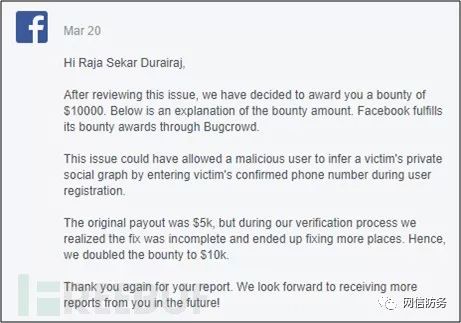 Mar 20
Hi Raja Sekar Durairaj,
After reviewing this issue, we have decided to award you a bounty of
$10000. Below is an explanation of the bounty amount. Facebook fulfills
its bounty awards through Bugcrowd.
This issue could have allowed a malicious user to infer a victim's private
social graph by entering victim's confirmed phone number during user
registration.
The original payout was $5k, but during our verification process we
realized the fix was incomplete and ended up fixing more places. Hence,
we doubled the bounty to $10k.
Thank you again for your report. We look forward to receiving more
reports from you in the future!
REEBUF
网信防务